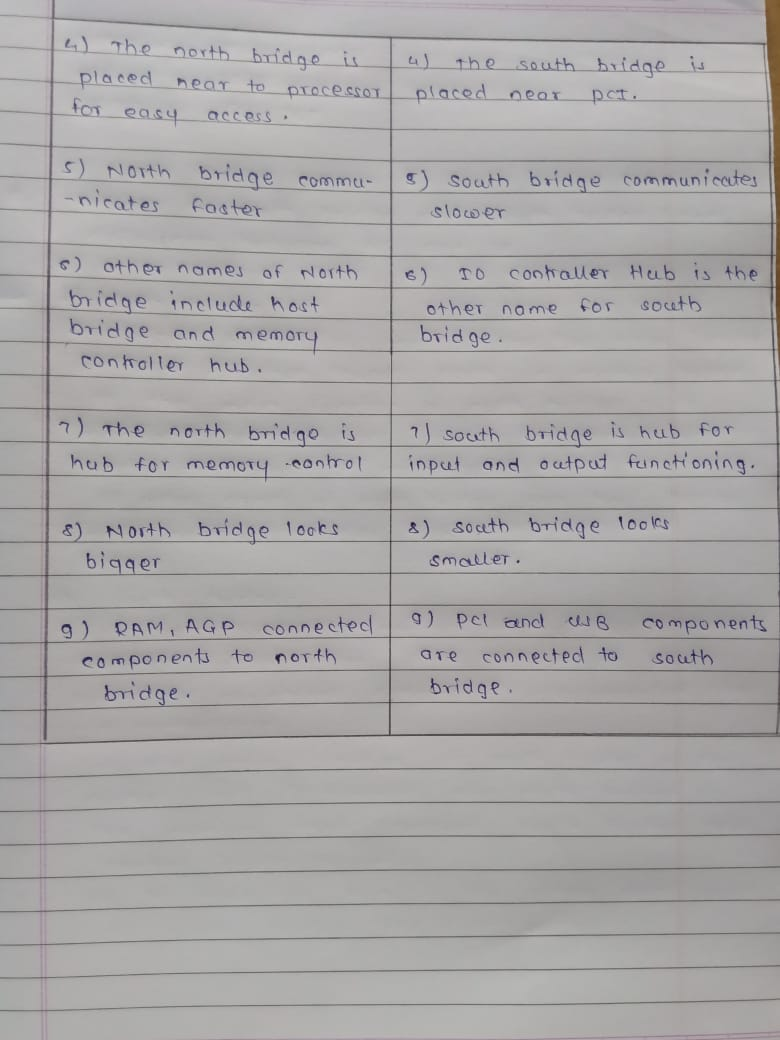 4) The north bridge is
placed near to processor
for easy access.
4) The south bridge is
placed near PCI.
5) North bridge commu-
-nicates faster
5) south bridge communicates
slower
6) other names of North
bridge include host
bridge and memory
controller hub.
6) IO contraller Hub is the
other name for south
bridge.
7) The north bridge is
hub for memory control
7) south bridge is hub for
input and output functioning.
8) North bridge looks
bigger
8) south bridge looks
smaller.
9) RAM, AGP connected
components to north
bridge.
9) PCI and USB components
are connected to south
bridge.